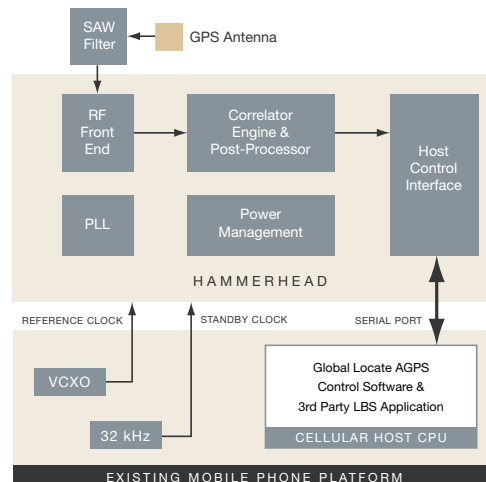 SAW
Filter
GPS Antenna
RF
Front
End
Correlator
Engine &
Post-Processor
Host
Control
Interface
PLL
Power
Management
HAMMERHEAD
REFERENCE CLOCK
STANDBY CLOCK
SERIAL PORT
VCXO
32 kHz
Global Locate AGPS
Control Software &
3rd Party LBS Application
CELLULAR HOST CPU
EXISTING MOBILE PHONE PLATFORM